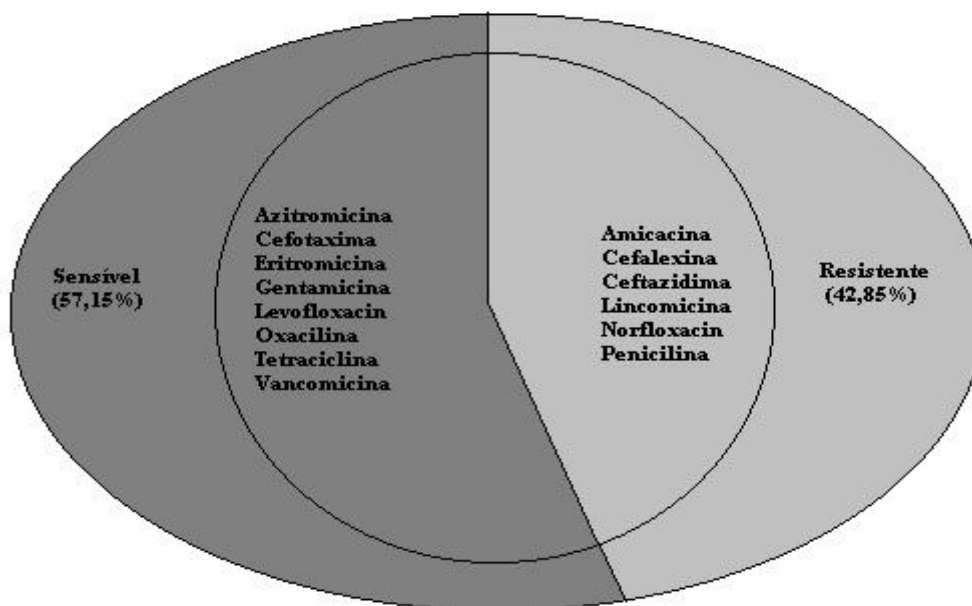 Sensível
(57,15%)
Azitromicina
Cefotaxima
Eritromicina
Gentamicina
Levofloxacin
Oxacilina
Tetraciclina
Vancomicina
Amicacina
Cefalexina
Ceftazidima
Lincomicina
Norfloxacin
Penicilina
Resistente
(42,85%)